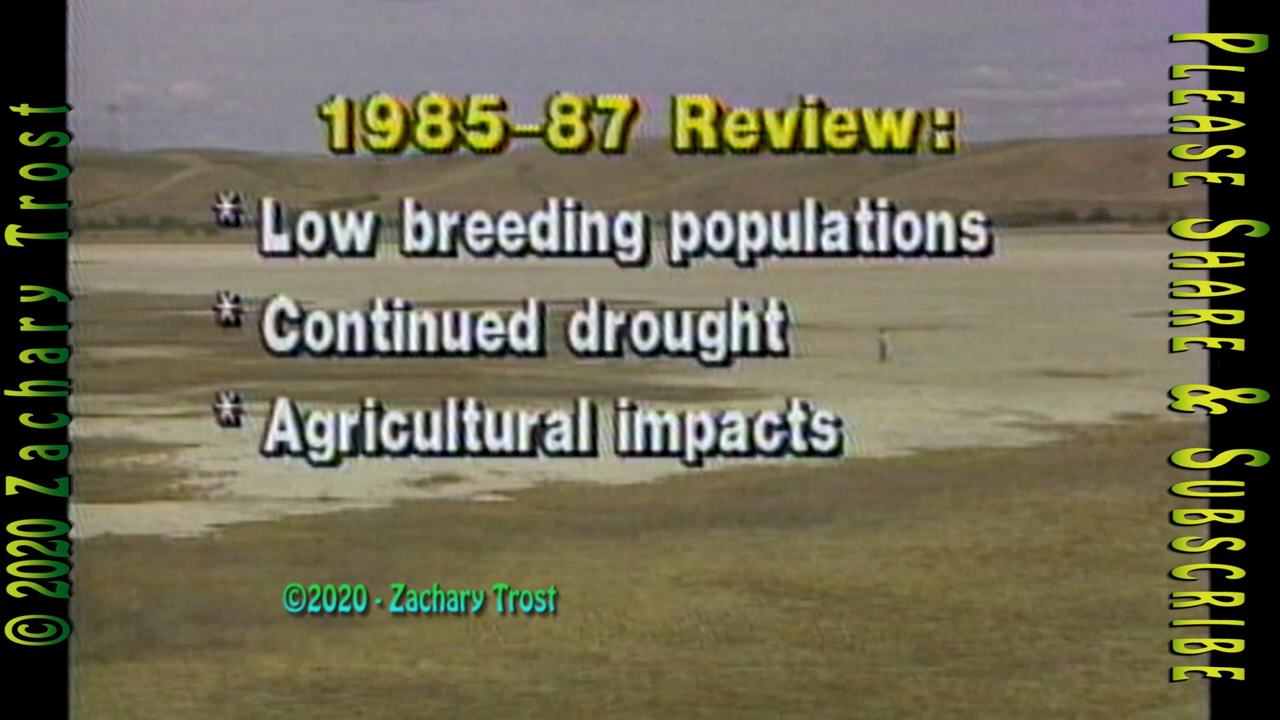 1985-87 Review:
* Low breeding populations
* Continued drought
* Agricultural impacts
©2020 - Zachary Trost
© 2020 Zachary Trost
PLEASE SHARE & SUBSCRIBE